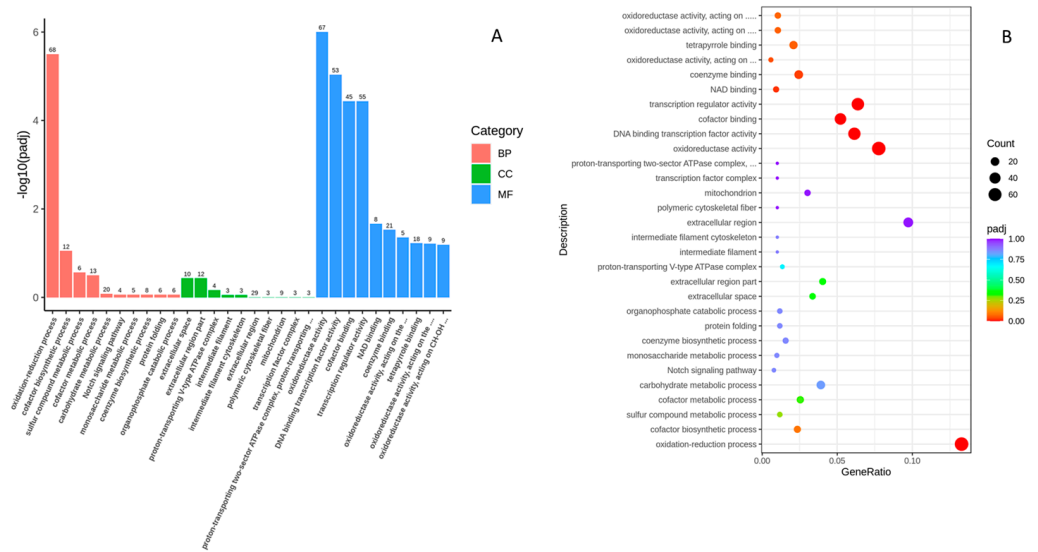 A
-log10(padj)
6
4
2
0
68
12
6
13
20
4
5
8
6
6
10
12
4
3
3
29
3
9
3
3
67
53
45
55
8
21
5
18
9
9
oxidation-reduction process
cofactor biosynthetic process
sulfur compound metabolic process
cofactor metabolic process
carbohydrate metabolic process
Notch signaling pathway
monosaccharide metabolic process
coenzyme biosynthetic process
protein folding
organophosphate catabolic process
extracellular space
extracellular region part
proton-transporting V-type ATPase complex
intermediate filament
intermediate filament cytoskeleton
extracellular region
polymeric cytoskeletal fiber
mitochondrion
transcription factor complex
proton-transporting two-sector ATPase complex, proton-transporting ...
oxidoreductase activity
DNA binding transcription factor activity
cofactor binding
transcription regulator activity
NAD binding
coenzyme binding
oxidoreductase activity, acting on the ...
tetrapyrrole binding
oxidoreductase activity, acting on the ...
oxidoreductase activity, acting on CH-OH ...
Category
BP
CC
MF
B
Description
oxidoreductase activity, acting on .....
oxidoreductase activity, acting on ....
tetrapyrrole binding
oxidoreductase activity, acting on ...
coenzyme binding
NAD binding
transcription regulator activity
cofactor binding
DNA binding transcription factor activity
oxidoreductase activity
proton-transporting two-sector ATPase complex, ...
transcription factor complex
mitochondrion
polymeric cytoskeletal fiber
extracellular region
intermediate filament cytoskeleton
intermediate filament
proton-transporting V-type ATPase complex
extracellular region part
extracellular space
organophosphate catabolic process
protein folding
coenzyme biosynthetic process
monosaccharide metabolic process
Notch signaling pathway
carbohydrate metabolic process
cofactor metabolic process
sulfur compound metabolic process
cofactor biosynthetic process
oxidation-reduction process
0.00
0.05
0.10
GeneRatio
Count
20
40
60
padj
1.00
0.75
0.50
0.25
0.00